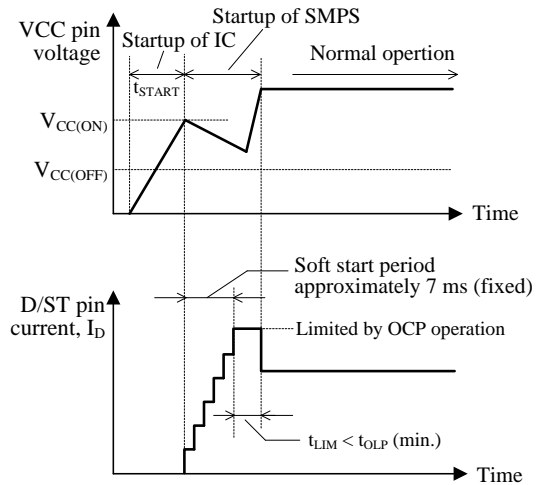 VCC pin
voltage
Startup of SMPS
Startup of IC
Normal opertion
tSTART
VCC(ON)
VCC(OFF)
Time
Soft start period
approximately 7 ms (fixed)
D/ST pin
current, ID
Limited by OCP operation
tLIM < tOLP (min.)
Time